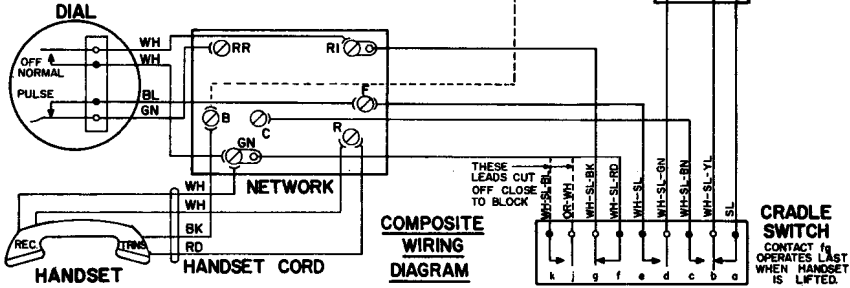 DIAL
OFF
NORMAL
PULSE
WH
WH
BL
GN
RR
R1
F
B
C
R
GN
NETWORK
WH
WH
BK
RD
REC.
TRNS
HANDSET
HANDSET CORD
COMPOSITE
WIRING
DIAGRAM
THESE
LEADS CUT
OFF CLOSE
TO BLOCK
WH-SL-BL
OR-WH
WH-SL-BK
WH-SL-RD
WH-SL
WH-SL-GN
WH-SL-BN
WH-SL-YL
SL
k j g f e d c b a
CRADLE
SWITCH
CONTACT fg
OPERATES LAST
WHEN HANDSET
IS LIFTED.